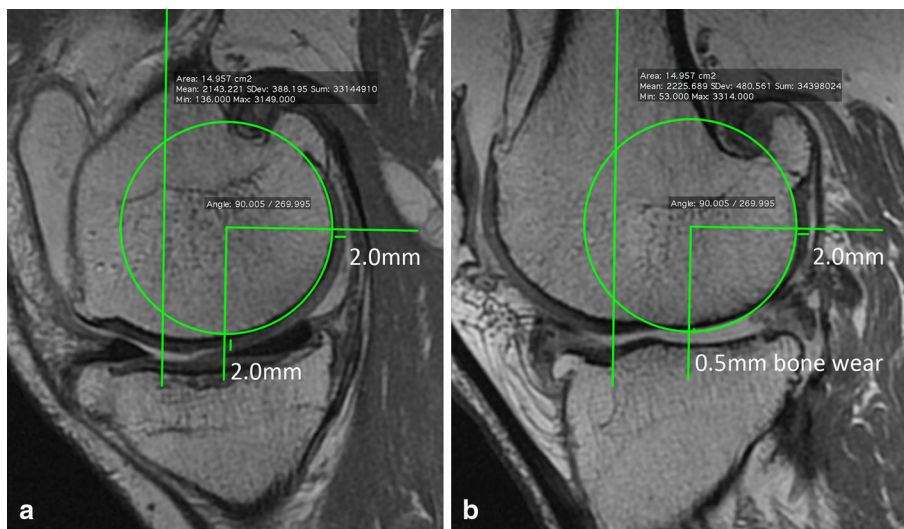 Area: 14.957 cm2
Mean: 2143.221 SDev: 388.195 Sum: 33144910
Min: 136.000 Max: 3149.000
Angle: 90.005 / 269.995
2.0mm
2.0mm
a
Area: 14.957 cm2
Mean: 2225.689 SDev: 480.561 Sum: 34398024
Min: 53.000 Max: 3314.000
Angle: 90.005 / 269.995
2.0mm
0.5mm bone wear
b